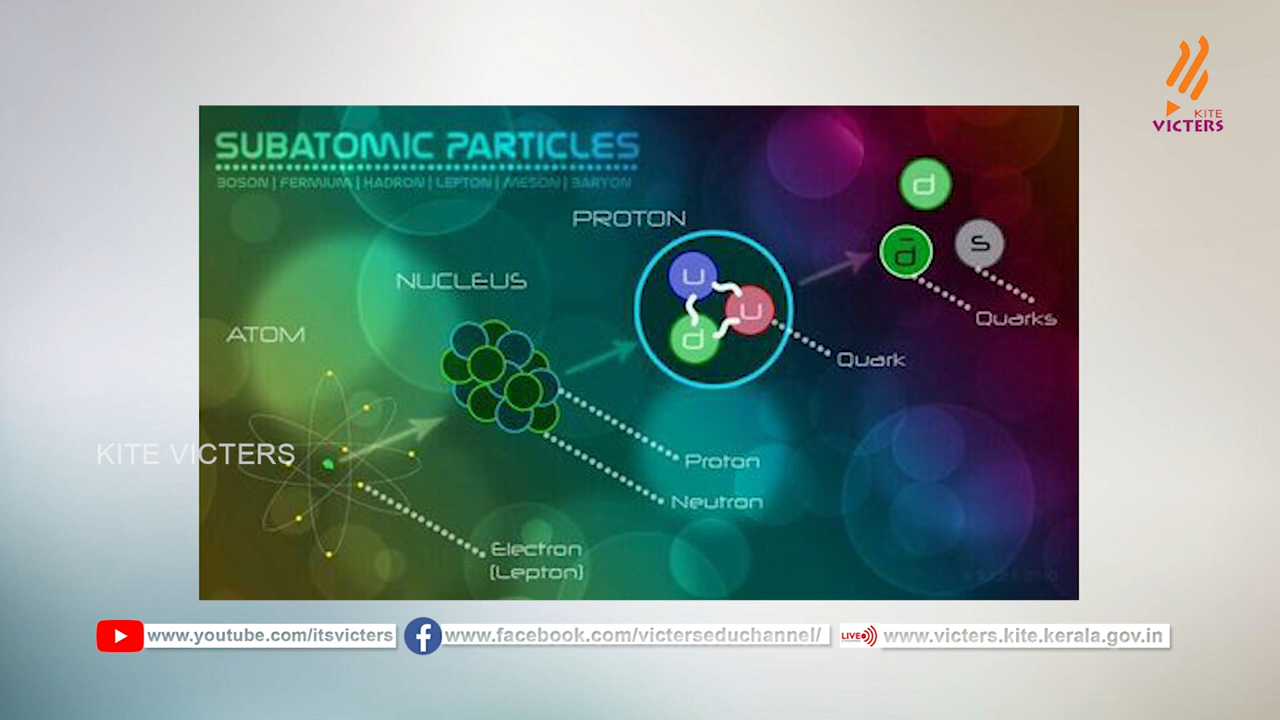 KITE
VICTERS
SUBATOMIC PARTICLES
BOSON | FERMIUM | HADRON | LEPTON | MESON | BARYON
PROTON
d
d̄
s
u
u
d
NUCLEUS
Quarks
ATOM
Quark
KITE VICTERS
Proton
Neutron
Electron
(Lepton)
www.youtube.com/itsvicters
www.facebook.com/victerseduchannel/
LIVE
www.victers.kite.kerala.gov.in